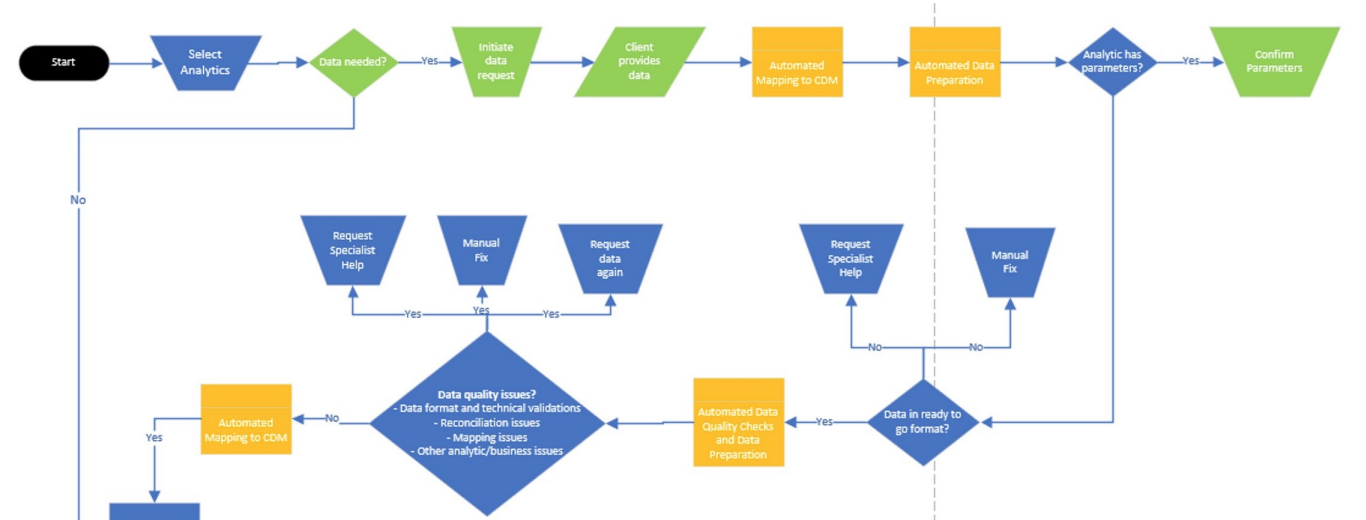 Start
Select
Analytics
Data needed?
Yes
Initiate
data
request
Client
provides
data
Automated
Mapping to CDM
Automated Data
Preparation
Analytic has
parameters?
Yes
Confirm
Parameters
No
Request
Specialist
Help
Manual
Fix
Request
data
again
Request
Specialist
Help
Manual
Fix
Yes
Yes
Yes
No
No
Data quality issues?
- Data format and technical validations
- Reconciliation issues
- Mapping issues
- Other analytic/business issues
Automated
Mapping to CDM
No
Automated Data
Quality Checks
and Data
Preparation
Yes
Data in ready to
go format?
Yes